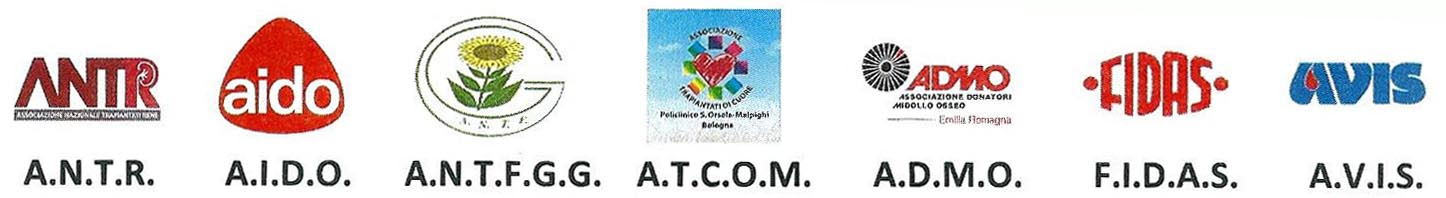 ANTR
ASSOCIAZIONE NAZIONALE TRAPIANTATI RENE
aido
G
A. N. T. F.
ASSOCIAZIONE
TRAPIANTATI DI CUORE
Policlinico S. Orsola-Malpighi
Bologna
ADMO
ASSOCIAZIONE DONATORI
MIDOLLO OSSEO
Emilia Romagna
•FIDAS•
AVIS
A.N.T.R. A.I.D.O. A.N.T.F.G.G. A.T.C.O.M. A.D.M.O. F.I.D.A.S. A.V.I.S.